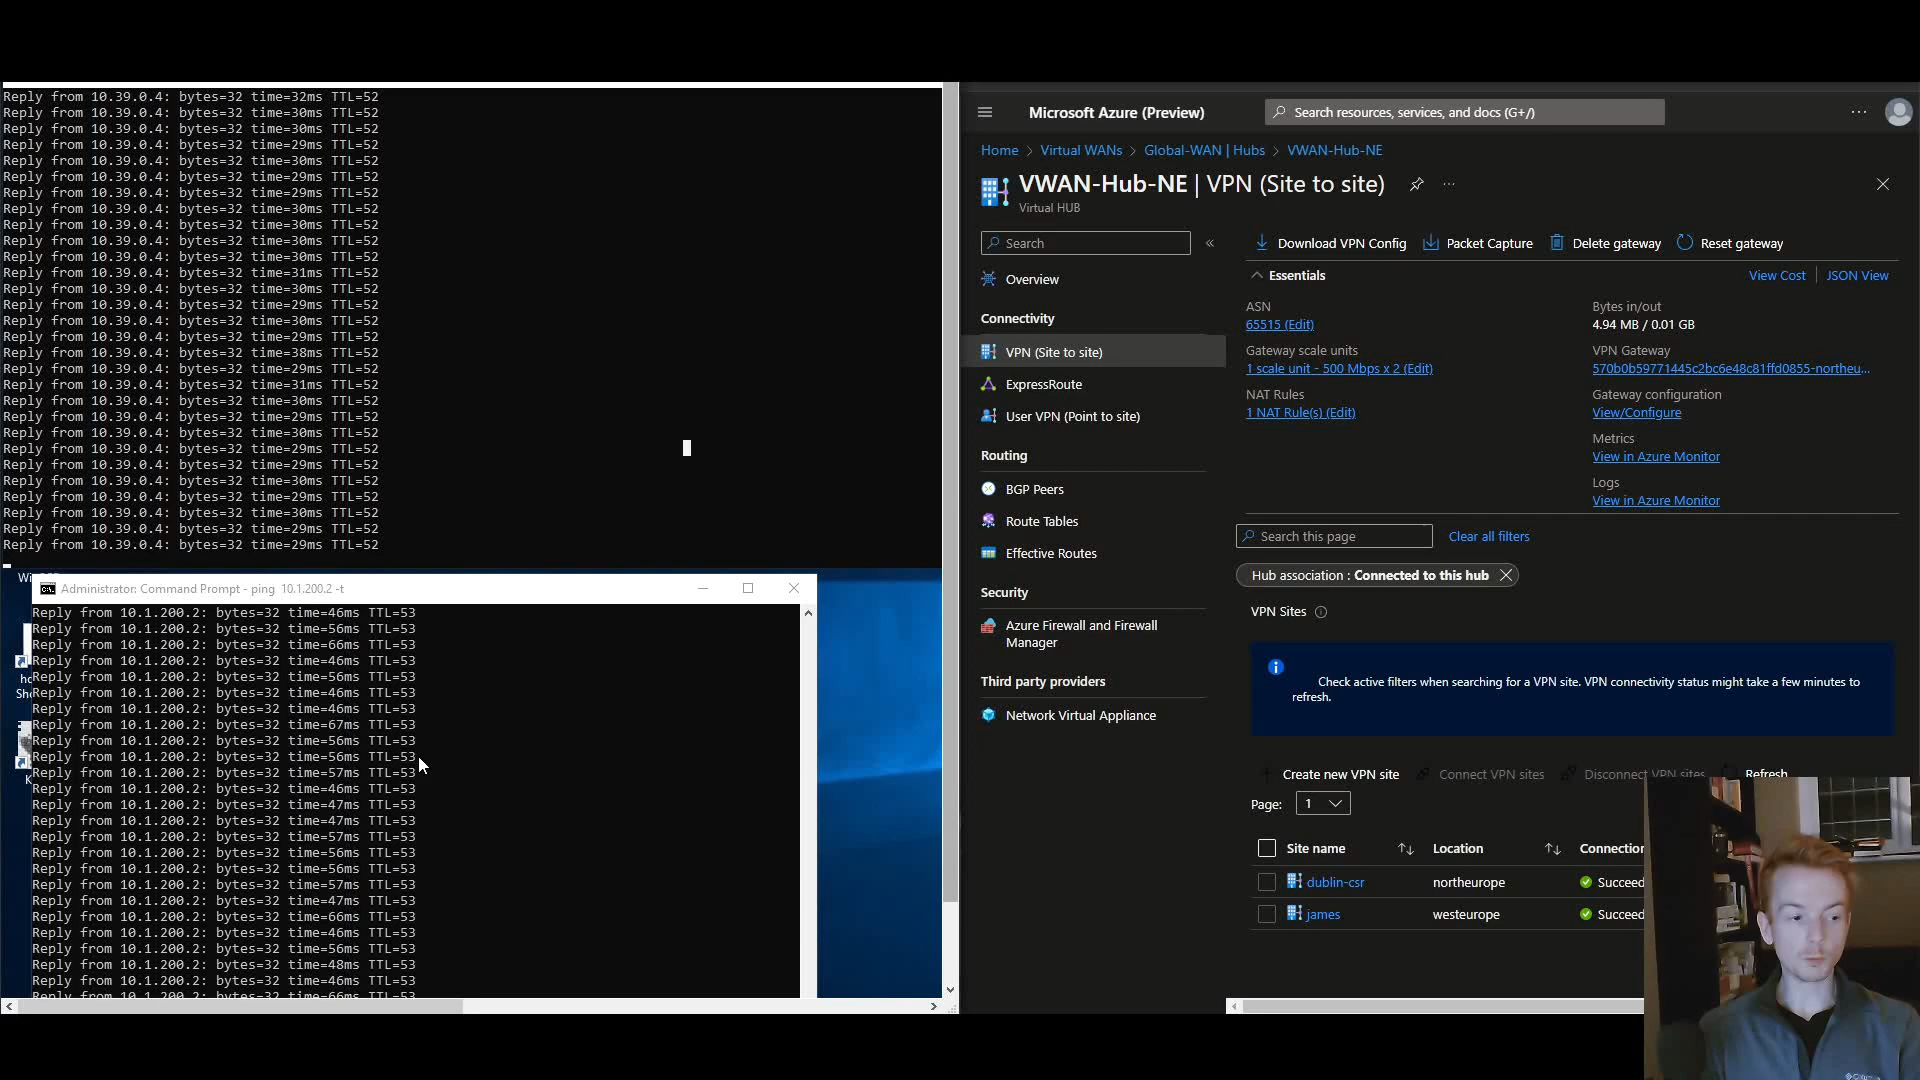 Reply from 10.39.0.4: bytes=32 time=32ms TTL=52
Reply from 10.39.0.4: bytes=32 time=30ms TTL=52
Reply from 10.39.0.4: bytes=32 time=30ms TTL=52
Reply from 10.39.0.4: bytes=32 time=29ms TTL=52
Reply from 10.39.0.4: bytes=32 time=30ms TTL=52
Reply from 10.39.0.4: bytes=32 time=29ms TTL=52
Reply from 10.39.0.4: bytes=32 time=29ms TTL=52
Reply from 10.39.0.4: bytes=32 time=30ms TTL=52
Reply from 10.39.0.4: bytes=32 time=30ms TTL=52
Reply from 10.39.0.4: bytes=32 time=30ms TTL=52
Reply from 10.39.0.4: bytes=32 time=30ms TTL=52
Reply from 10.39.0.4: bytes=32 time=31ms TTL=52
Reply from 10.39.0.4: bytes=32 time=30ms TTL=52
Reply from 10.39.0.4: bytes=32 time=29ms TTL=52
Reply from 10.39.0.4: bytes=32 time=30ms TTL=52
Reply from 10.39.0.4: bytes=32 time=29ms TTL=52
Reply from 10.39.0.4: bytes=32 time=38ms TTL=52
Reply from 10.39.0.4: bytes=32 time=29ms TTL=52
Reply from 10.39.0.4: bytes=32 time=31ms TTL=52
Reply from 10.39.0.4: bytes=32 time=30ms TTL=52
Reply from 10.39.0.4: bytes=32 time=29ms TTL=52
Reply from 10.39.0.4: bytes=32 time=30ms TTL=52
Reply from 10.39.0.4: bytes=32 time=29ms TTL=52
Reply from 10.39.0.4: bytes=32 time=29ms TTL=52
Reply from 10.39.0.4: bytes=32 time=30ms TTL=52
Reply from 10.39.0.4: bytes=32 time=29ms TTL=52
Reply from 10.39.0.4: bytes=32 time=30ms TTL=52
Reply from 10.39.0.4: bytes=32 time=29ms TTL=52
Reply from 10.39.0.4: bytes=32 time=29ms TTL=52
Administrator: Command Prompt - ping 10.1.200.2 -t
Reply from 10.1.200.2: bytes=32 time=46ms TTL=53
Reply from 10.1.200.2: bytes=32 time=56ms TTL=53
Reply from 10.1.200.2: bytes=32 time=66ms TTL=53
Reply from 10.1.200.2: bytes=32 time=46ms TTL=53
Reply from 10.1.200.2: bytes=32 time=56ms TTL=53
Reply from 10.1.200.2: bytes=32 time=46ms TTL=53
Reply from 10.1.200.2: bytes=32 time=46ms TTL=53
Reply from 10.1.200.2: bytes=32 time=67ms TTL=53
Reply from 10.1.200.2: bytes=32 time=56ms TTL=53
Reply from 10.1.200.2: bytes=32 time=56ms TTL=53
Reply from 10.1.200.2: bytes=32 time=57ms TTL=53
Reply from 10.1.200.2: bytes=32 time=46ms TTL=53
Reply from 10.1.200.2: bytes=32 time=47ms TTL=53
Reply from 10.1.200.2: bytes=32 time=47ms TTL=53
Reply from 10.1.200.2: bytes=32 time=57ms TTL=53
Reply from 10.1.200.2: bytes=32 time=56ms TTL=53
Reply from 10.1.200.2: bytes=32 time=56ms TTL=53
Reply from 10.1.200.2: bytes=32 time=57ms TTL=53
Reply from 10.1.200.2: bytes=32 time=47ms TTL=53
Reply from 10.1.200.2: bytes=32 time=66ms TTL=53
Reply from 10.1.200.2: bytes=32 time=46ms TTL=53
Reply from 10.1.200.2: bytes=32 time=56ms TTL=53
Reply from 10.1.200.2: bytes=32 time=48ms TTL=53
Reply from 10.1.200.2: bytes=32 time=46ms TTL=53
Reply from 10.1.200.2: bytes=32 time=66ms TTL=53
Microsoft Azure (Preview)
Search resources, services, and docs (G+/)
Home > Virtual WANs > Global-WAN | Hubs > VWAN-Hub-NE
VWAN-Hub-NE | VPN (Site to site)
Virtual HUB
Search
Overview
Connectivity
VPN (Site to site)
ExpressRoute
User VPN (Point to site)
Routing
BGP Peers
Route Tables
Effective Routes
Security
Azure Firewall and Firewall
Manager
Third party providers
Network Virtual Appliance
Download VPN Config Packet Capture Delete gateway Reset gateway
Essentials
View Cost JSON View
ASN
65515 (Edit)
Gateway scale units
1 scale unit - 500 Mbps x 2 (Edit)
NAT Rules
1 NAT Rule(s) (Edit)
Bytes in/out
4.94 MB / 0.01 GB
VPN Gateway
570b0b59771445c2bc6e48c81ffd0855-northeu...
Gateway configuration
View/Configure
Metrics
View in Azure Monitor
Logs
View in Azure Monitor
Search this page
Clear all filters
Hub association : Connected to this hub
VPN Sites
Check active filters when searching for a VPN site. VPN connectivity status might take a few minutes to
refresh.
Create new VPN site Connect VPN sites Disconnect VPN sites Refresh
Page: 1
Site name Location Connection
dublin-csr northeurope Succeed
james westeurope Succeed